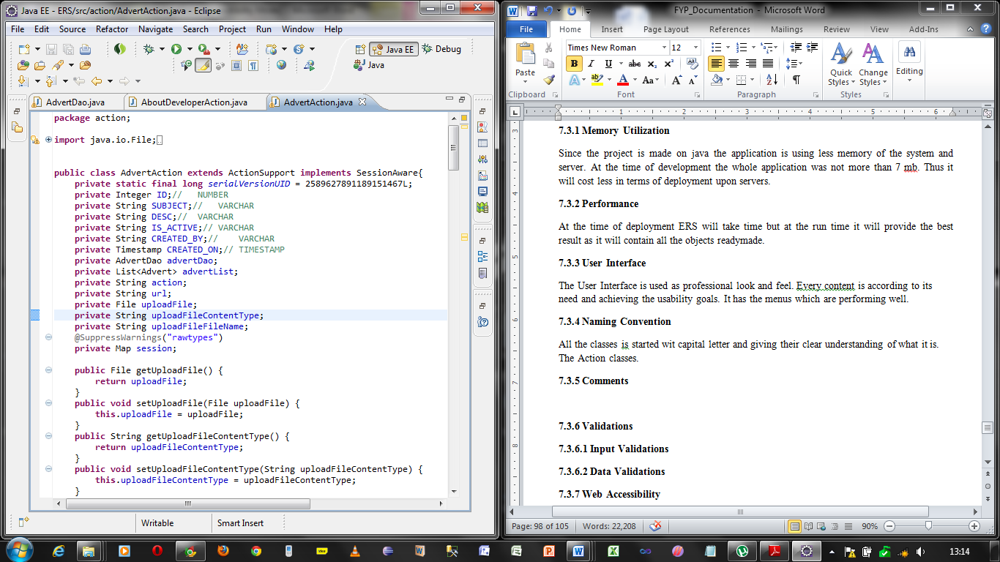 Java EE - ERS/src/action/AdvertAction.java - Eclipse
File Edit Source Refactor Navigate Search Project Run Window Help
Java EE Debug
Java
AdvertDao.java AboutDeveloperAction.java AdvertAction.java
package action;
import java.io.File;
public class AdvertAction extends ActionSupport implements SessionAware{
private static final long serialVersionUID = 2589627891189151467L;
private Integer ID;// NUMBER
private String SUBJECT;// VARCHAR
private String DESC;// VARCHAR
private String IS_ACTIVE;// VARCHAR
private String CREATED_BY;// VARCHAR
private Timestamp CREATED_ON;// TIMESTAMP
private AdvertDao advertDao;
private List<Advert> advertList;
private String action;
private String url;
private File uploadFile;
private String uploadFileContentType;
private String uploadFileFileName;
@SuppressWarnings("rawtypes")
private Map session;
public File getUploadFile() {
return uploadFile;
}
public void setUploadFile(File uploadFile) {
this.uploadFile = uploadFile;
}
public String getUploadFileContentType() {
return uploadFileContentType;
}
public void setUploadFileContentType(String uploadFileContentType) {
this.uploadFileContentType = uploadFileContentType;
}
Writable Smart Insert
FYP_Documentation - Microsoft Word
File Home Insert Page Layout References Mailings Review View Add-Ins
Times New Roman 12
Paste
Quick Styles
Change Styles
Editing
Clipboard Font Paragraph Styles
1 2 3 4 5 6
3
4
5
6
7
8
7.3.1 Memory Utilization
Since the project is made on java the application is using less memory of the system and
server. At the time of development the whole application was not more than 7 mb. Thus it
will cost less in terms of deployment upon servers.
7.3.2 Performance
At the time of deployment ERS will take time but at the run time it will provide the best
result as it will contain all the objects readymade.
7.3.3 User Interface
The User Interface is used as professional look and feel. Every content is according to its
need and achieving the usability goals. It has the menus which are performing well.
7.3.4 Naming Convention
All the classes is started wit capital letter and giving their clear understanding of what it is.
The Action classes.
7.3.5 Comments
7.3.6 Validations
7.3.6.1 Input Validations
7.3.6.2 Data Validations
7.3.7 Web Accessibility
Page: 98 of 105 Words: 22,208 90%
13:14